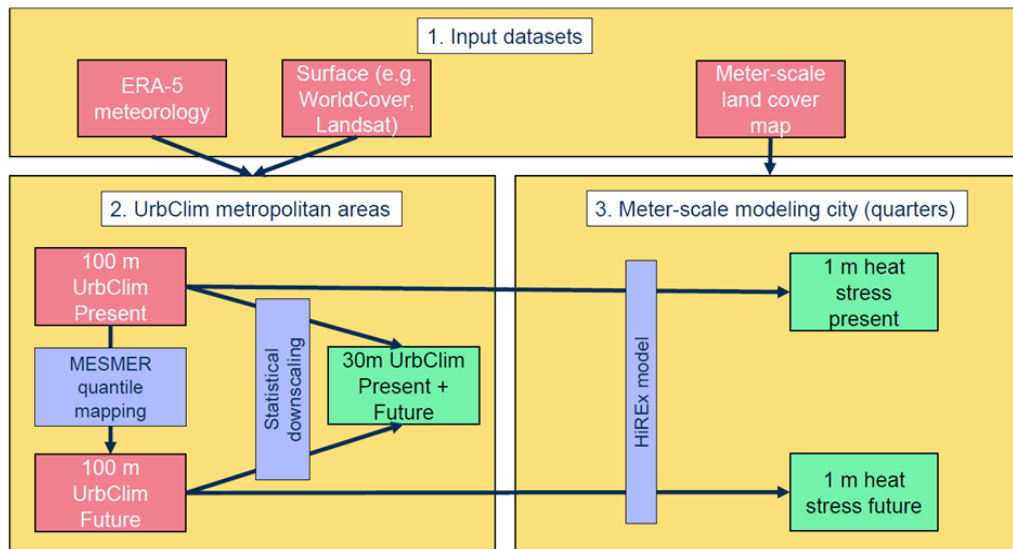 1. Input datasets
ERA-5
meteorology
Surface (e.g.
WorldCover,
Landsat)
Meter-scale
land cover
map
2. UrbClim metropolitan areas
100 m
UrbClim
Present
MESMER
quantile
mapping
100 m
UrbClim
Future
Statistical
downscaling
30m UrbClim
Present +
Future
3. Meter-scale modeling city (quarters)
HiREx model
1 m heat
stress
present
1 m heat
stress future